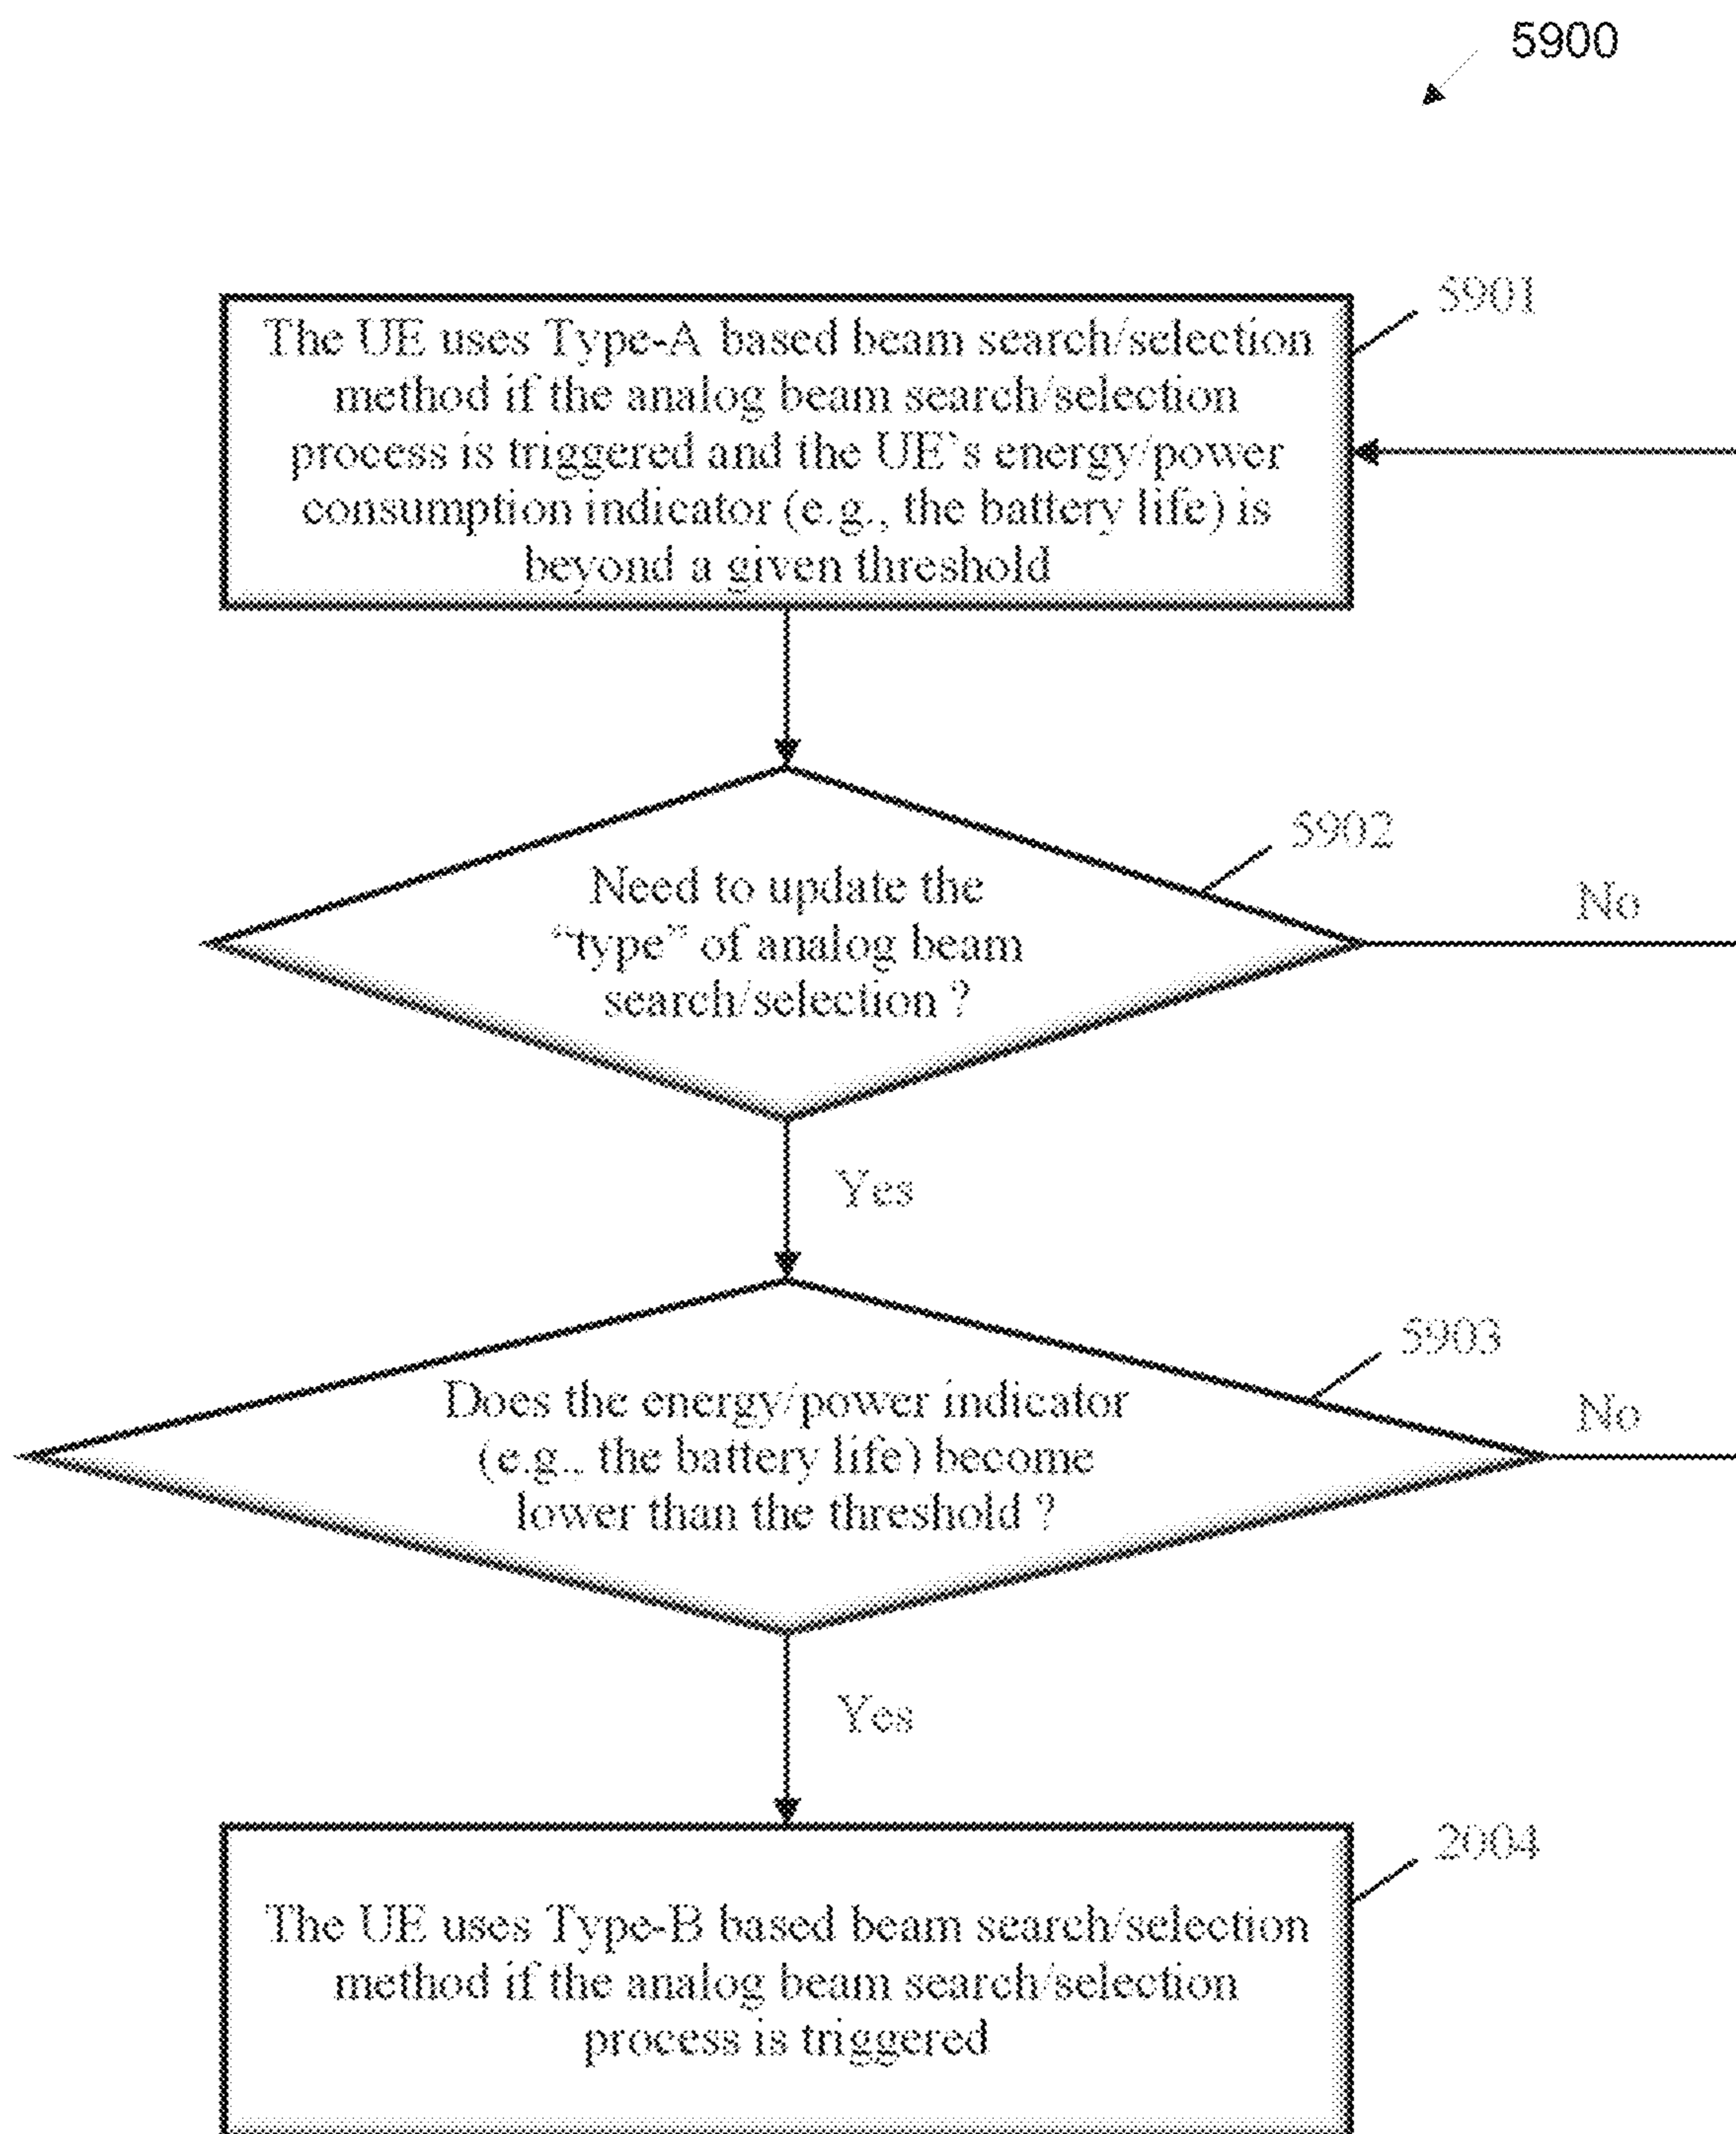 5900
5901
The UE uses Type-A based beam search/selection
method if the analog beam search/selection
process is triggered and the UE`s energy/power
consumption indicator (e.g., the battery life) is
beyond a given threshold
5902
Need to update the
“type” of analog beam
search/selection ?
No
Yes
5903
Does the energy/power indicator
(e.g., the battery life) become
lower than the threshold ?
No
Yes
2004
The UE uses Type-B based beam search/selection
method if the analog beam search/selection
process is triggered